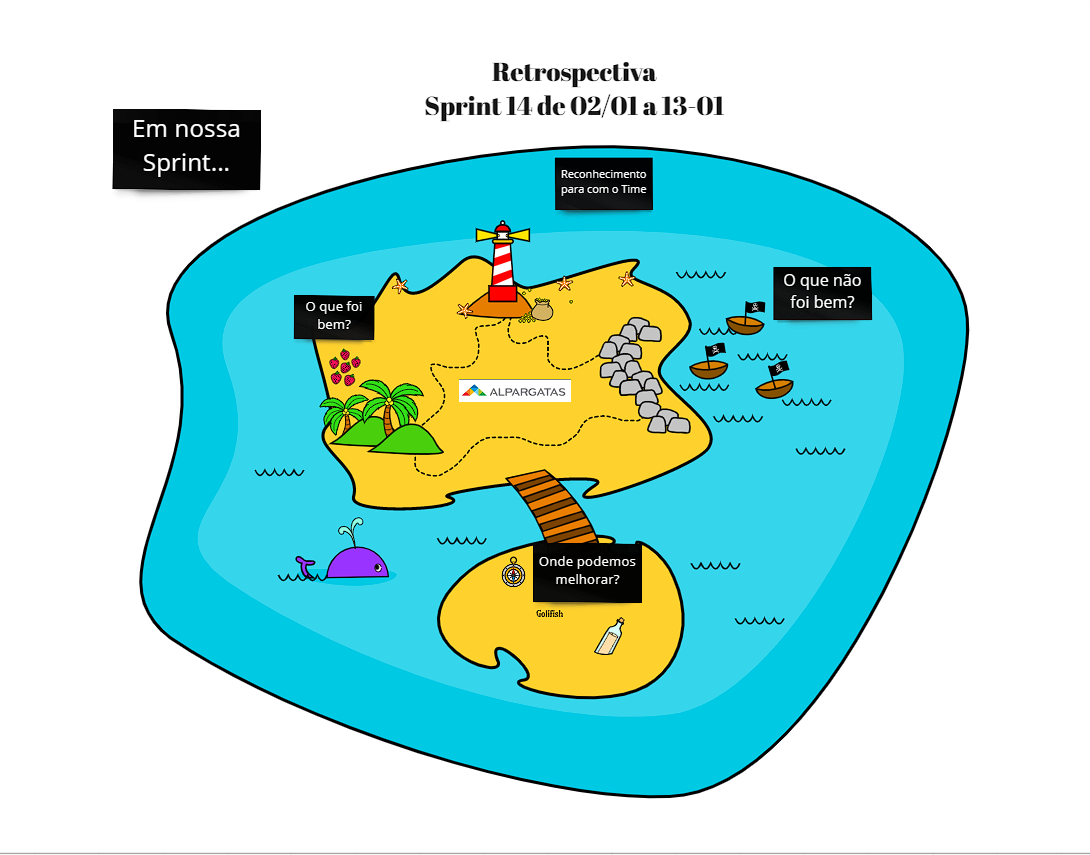 Retrospectiva
Sprint 14 de 02/01 a 13-01
Em nossa
Sprint...
Reconhecimento
para com o Time
O que não
foi bem?
O que foi
bem?
ALPARGATAS
Onde podemos
melhorar?
Golifish